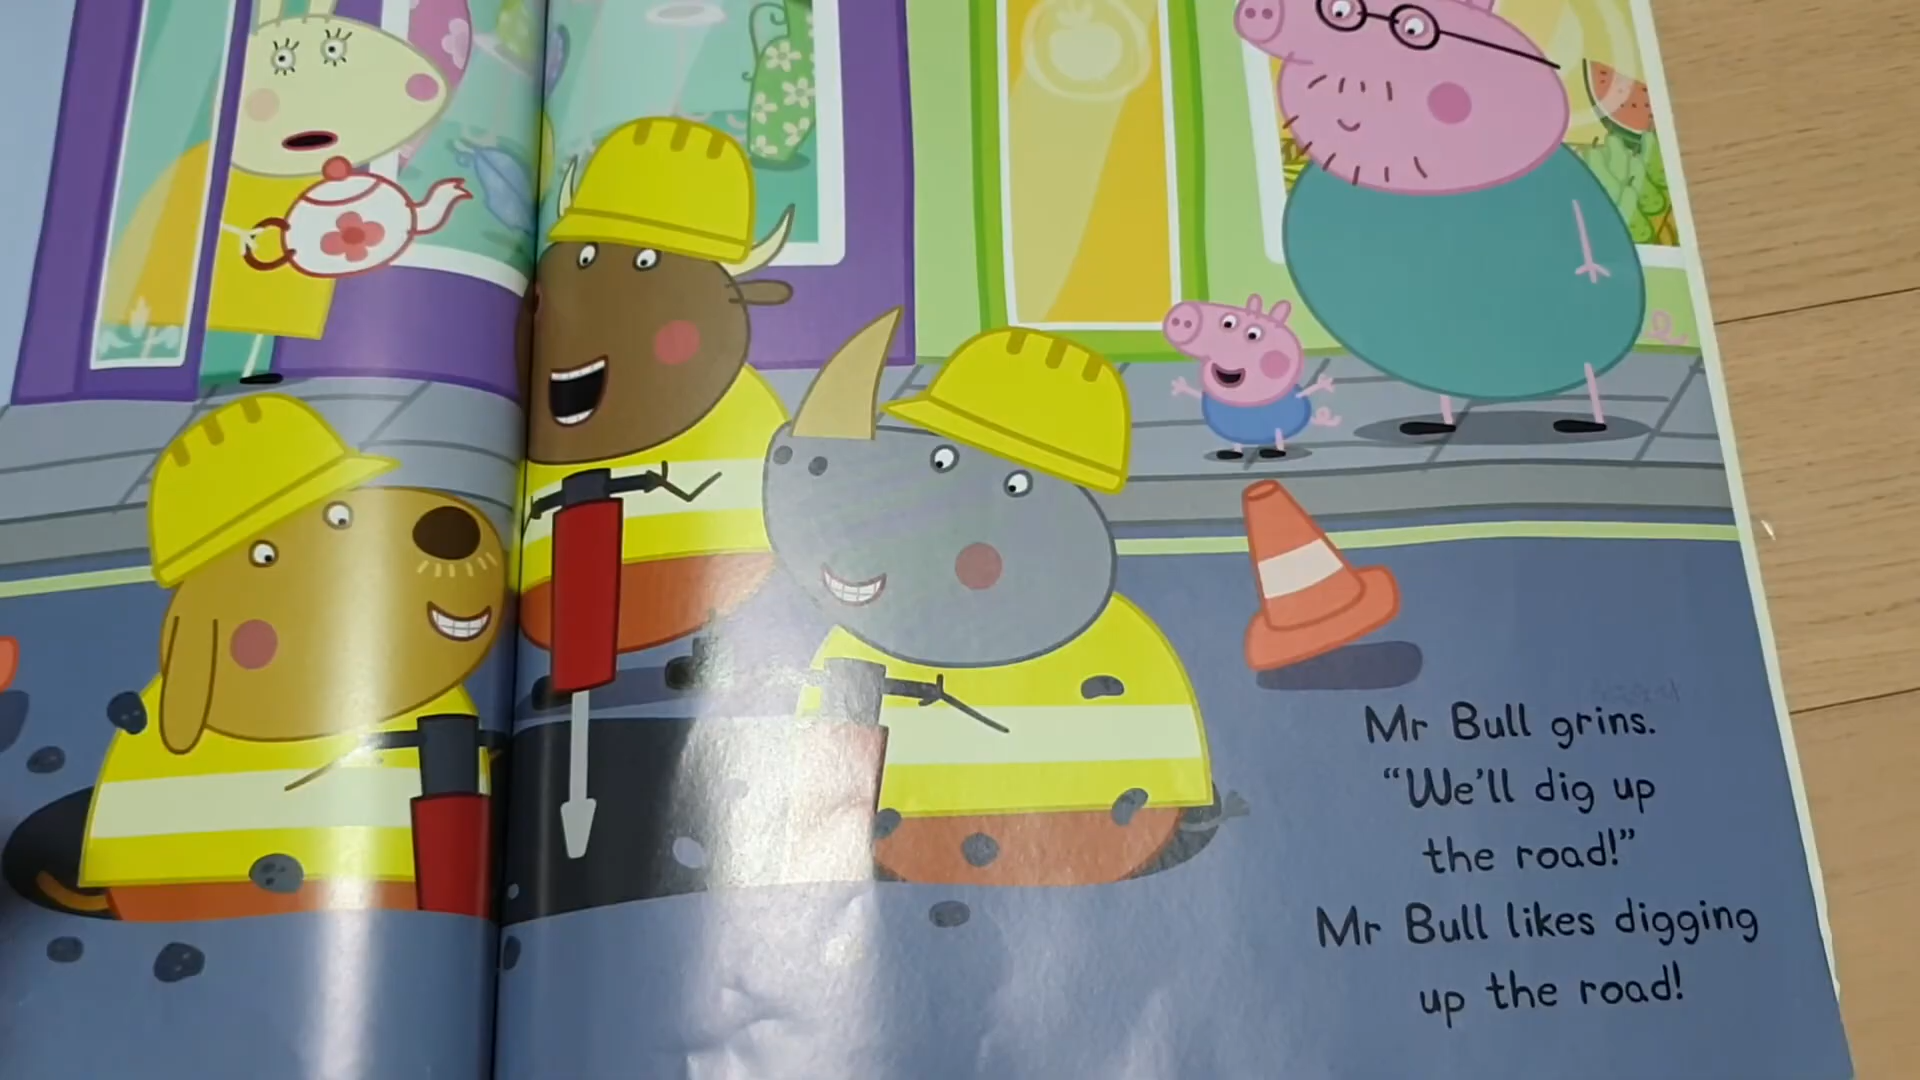 Mr Bull grins.
“We’ll dig up
the road!”
Mr Bull likes digging
up the road!